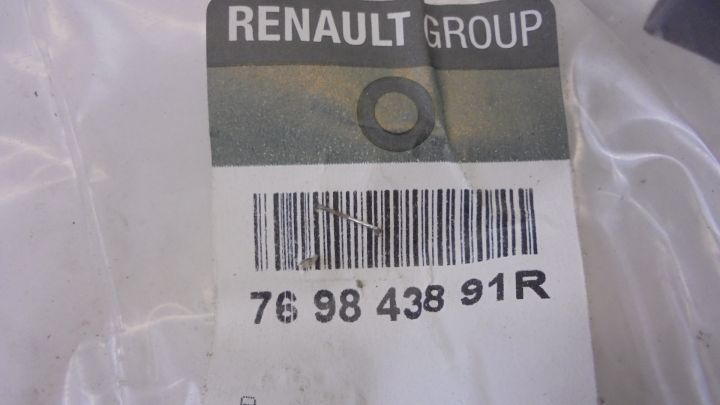 RENAULT GROUP
76 98 438 91R